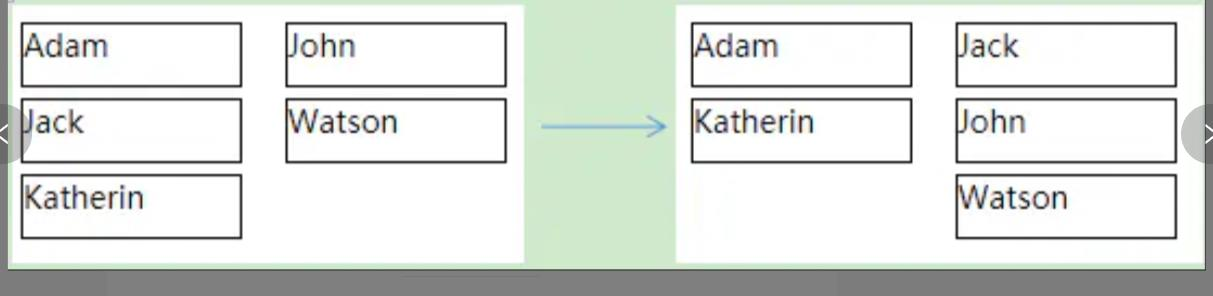 Adam
Jack
Katherin
John
Watson
Adam
Katherin
Jack
John
Watson